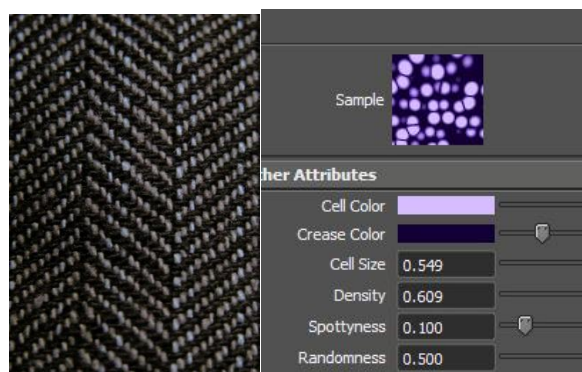 Sample
her Attributes
Cell Color
Crease Color
Cell Size 0.549
Density 0.609
Spottyness 0.100
Randomness 0.500